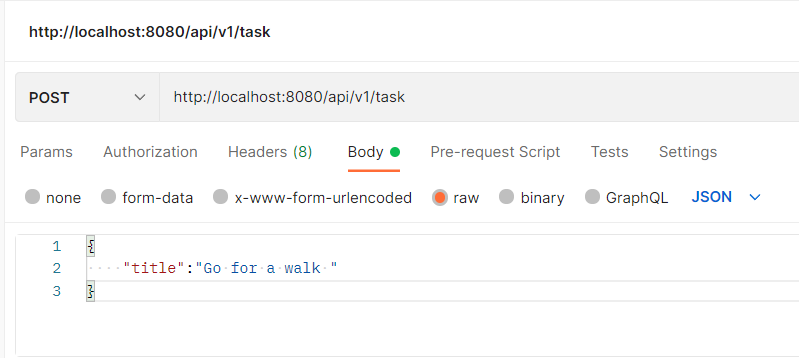 http://localhost:8080/api/v1/task
POST http://localhost:8080/api/v1/task
Params Authorization Headers (8) Body Pre-request Script Tests Settings
none form-data x-www-form-urlencoded raw binary GraphQL JSON
1 {
2 "title":"Go for a walk "
3 }